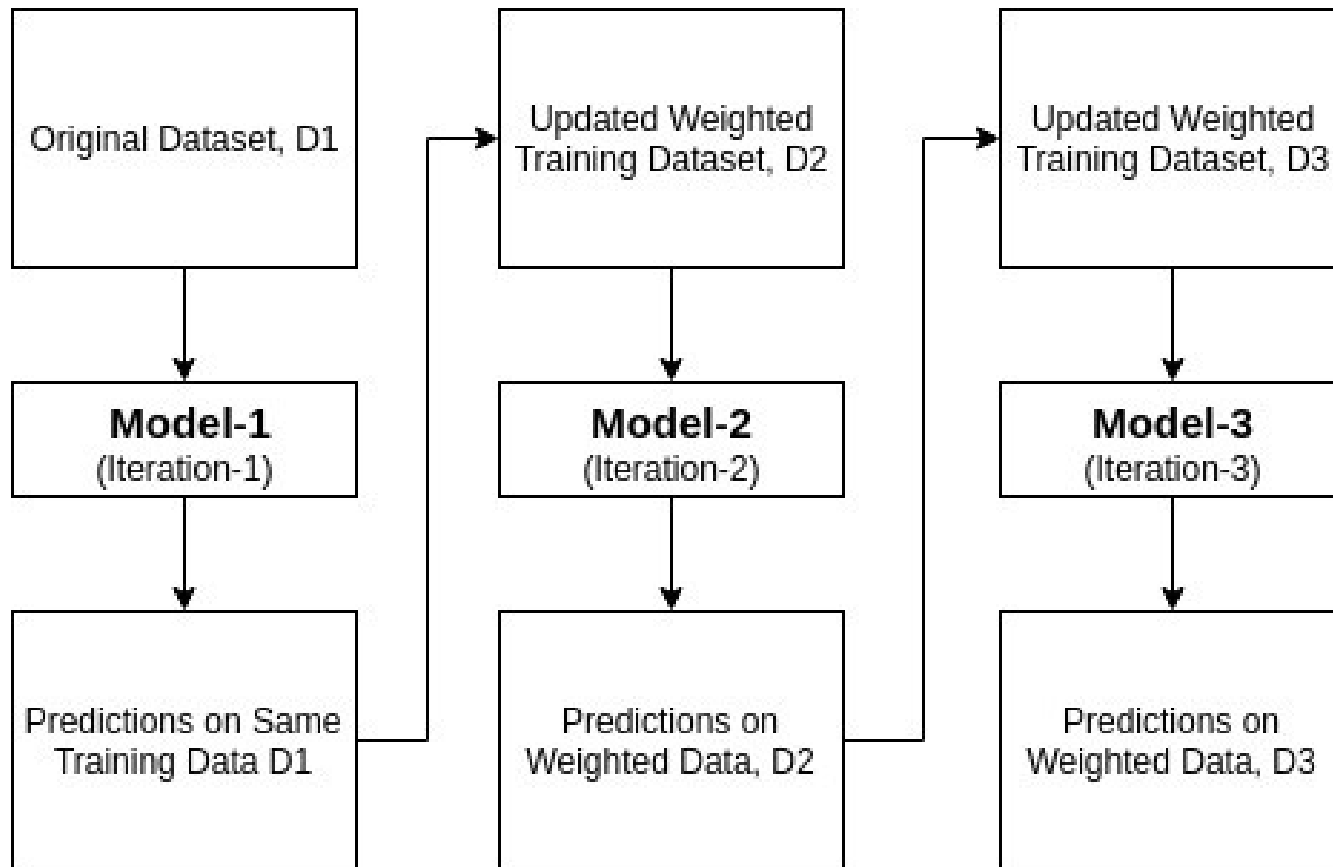 Original Dataset, D1
Model-1
(Iteration-1)
Predictions on Same
Training Data D1
Updated Weighted
Training Dataset, D2
Model-2
(Iteration-2)
Predictions on
Weighted Data, D2
Updated Weighted
Training Dataset, D3
Model-3
(Iteration-3)
Predictions on
Weighted Data, D3